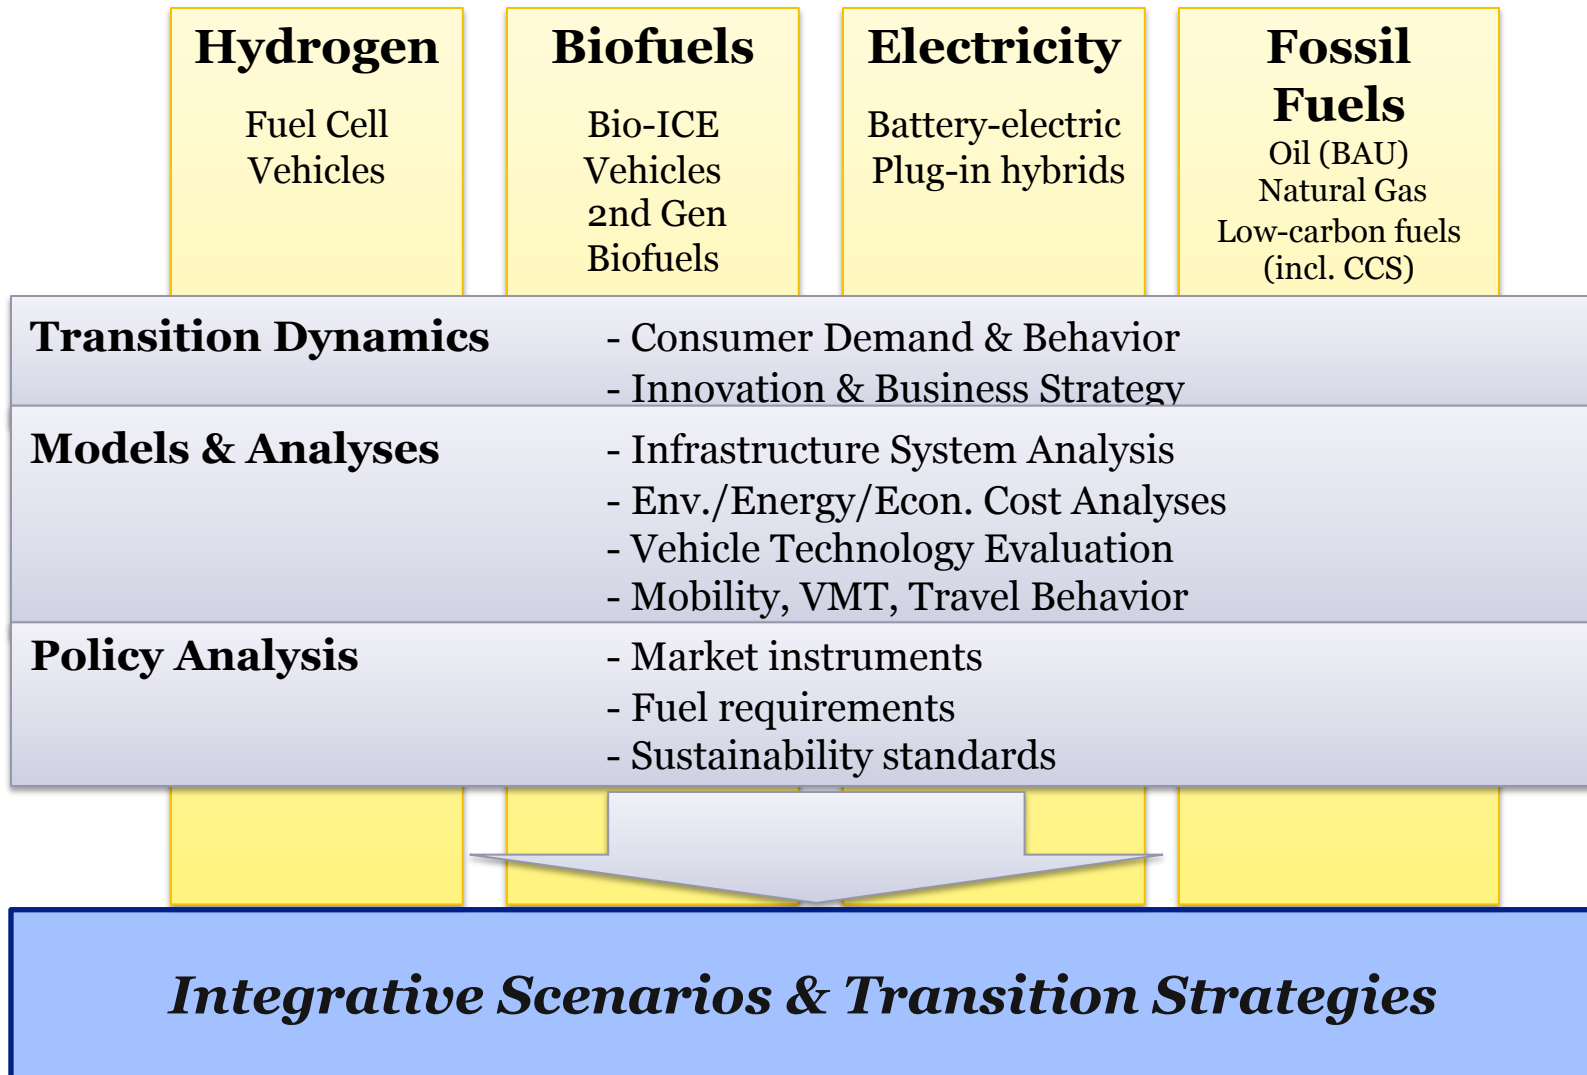 Hydrogen
Fuel Cell
Vehicles
Biofuels
Bio-ICE
Vehicles
2nd Gen
Biofuels
Electricity
Battery-electric
Plug-in hybrids
Fossil
Fuels
Oil (BAU)
Natural Gas
Low-carbon fuels
(incl. CCS)
Transition Dynamics
- Consumer Demand & Behavior
- Innovation & Business Strategy
Models & Analyses
- Infrastructure System Analysis
- Env./Energy/Econ. Cost Analyses
- Vehicle Technology Evaluation
- Mobility, VMT, Travel Behavior
Policy Analysis
- Market instruments
- Fuel requirements
- Sustainability standards
Integrative Scenarios & Transition Strategies